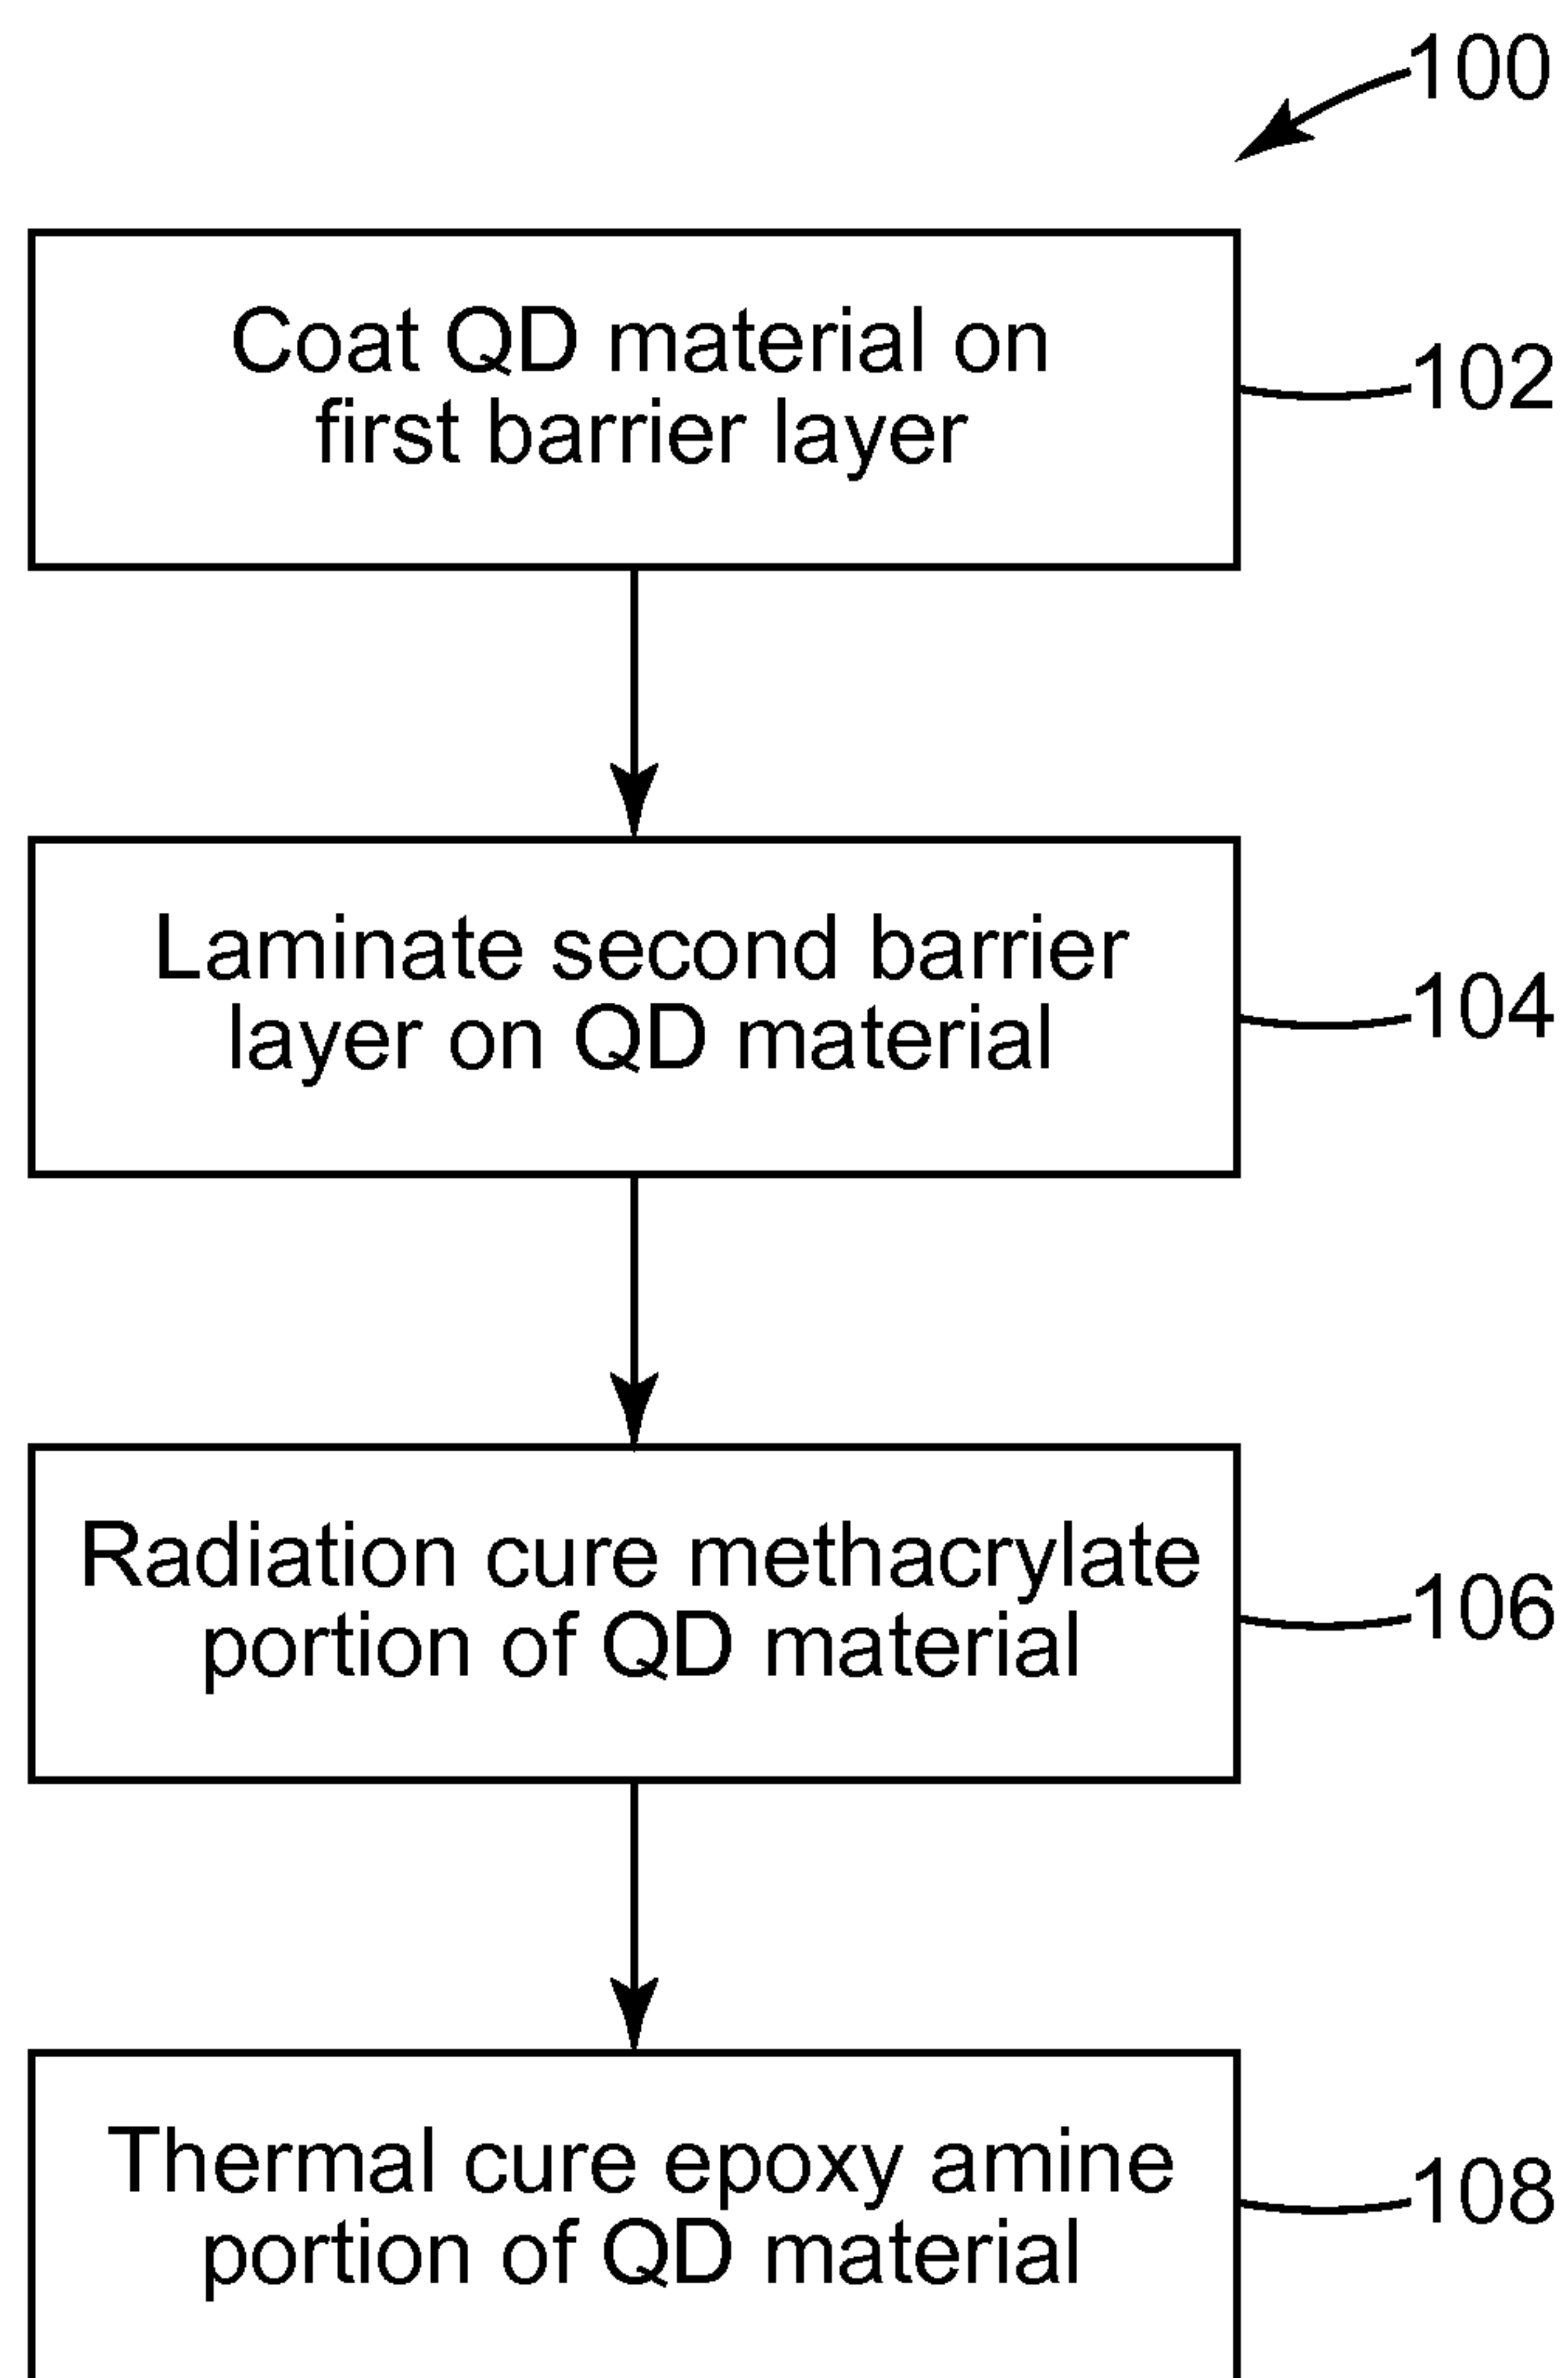 100
Coat QD material on
first barrier layer
102
Laminate second barrier
layer on QD material
104
Radiation cure methacrylate
portion of QD material
106
Thermal cure epoxy amine
portion of QD material
108